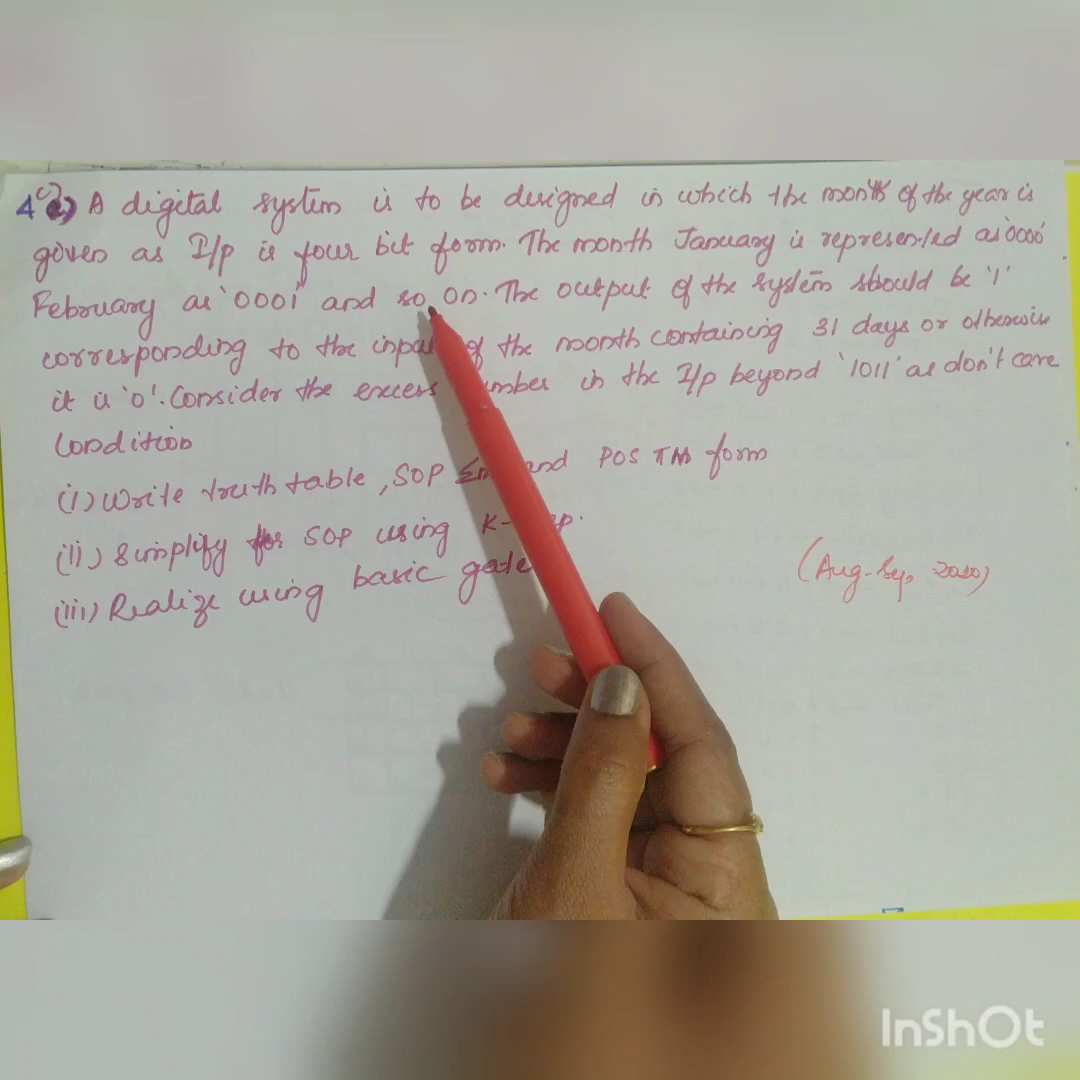 4 c) A digital system is to be designed in which the month of the year is
given as I/p is four bit form. The month January is represented as '0000'
February as '0001' and so on. The output of the system should be '1'
corresponding to the input of the month containing 31 days or otherwise
it is '0'. Consider the excess number in the I/p beyond '1011' as don't care
condition
(i) Write truth table, SOP and POS πM form
(ii) Simplify for SOP using K-
(iii) Realize using basic gate
(Aug-Sep, 2020)
InShOt